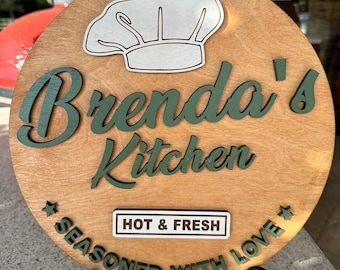 Brenda's
Kitchen
HOT & FRESH
SEASONED WITH LOVE